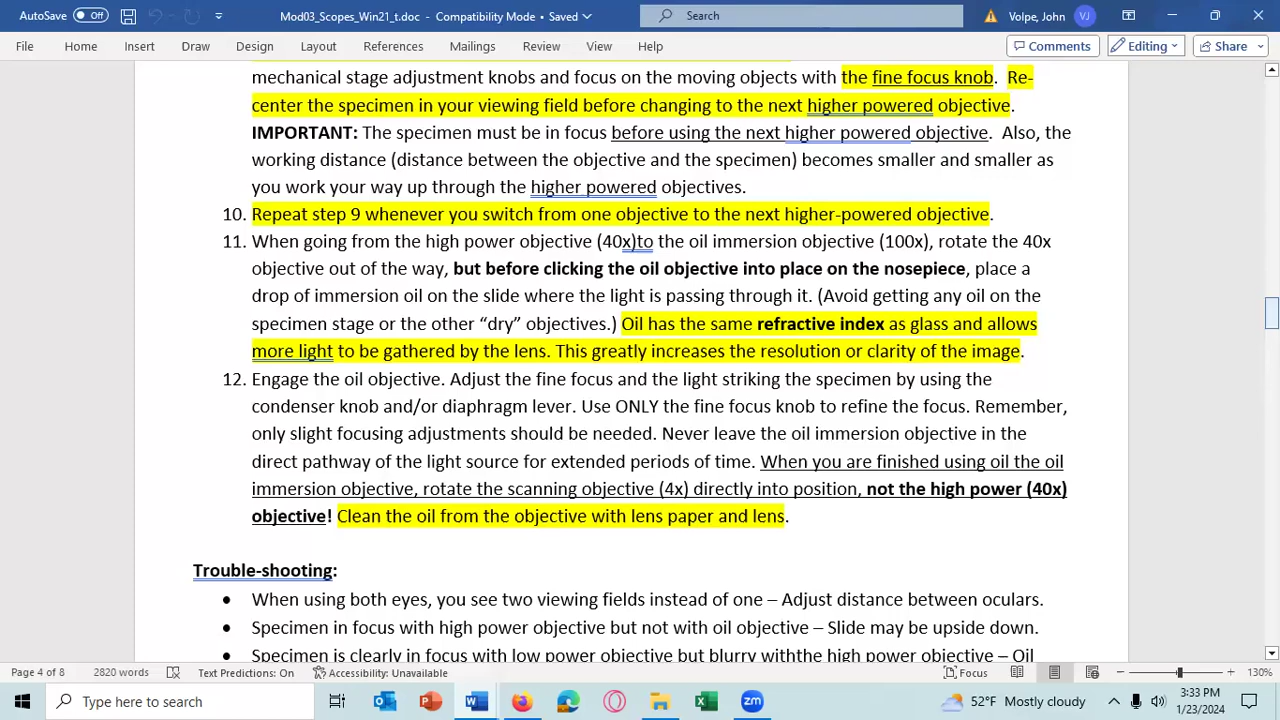 AutoSave Off
Mod03_Scopes_Win21_t.doc - Compatibility Mode • Saved
Search
Volpe, John VJ
File Home Insert Draw Design Layout References Mailings Review View Help Comments Editing Share
mechanical stage adjustment knobs and focus on the moving objects with the fine focus knob. Re-
center the specimen in your viewing field before changing to the next higher powered objective.
IMPORTANT: The specimen must be in focus before using the next higher powered objective. Also, the
working distance (distance between the objective and the specimen) becomes smaller and smaller as
you work your way up through the higher powered objectives.
10. Repeat step 9 whenever you switch from one objective to the next higher-powered objective.
11. When going from the high power objective (40x)to the oil immersion objective (100x), rotate the 40x
objective out of the way, but before clicking the oil objective into place on the nosepiece, place a
drop of immersion oil on the slide where the light is passing through it. (Avoid getting any oil on the
specimen stage or the other “dry” objectives.) Oil has the same refractive index as glass and allows
more light to be gathered by the lens. This greatly increases the resolution or clarity of the image.
12. Engage the oil objective. Adjust the fine focus and the light striking the specimen by using the
condenser knob and/or diaphragm lever. Use ONLY the fine focus knob to refine the focus. Remember,
only slight focusing adjustments should be needed. Never leave the oil immersion objective in the
direct pathway of the light source for extended periods of time. When you are finished using oil the oil
immersion objective, rotate the scanning objective (4x) directly into position, not the high power (40x)
objective! Clean the oil from the objective with lens paper and lens.
Trouble-shooting:
• When using both eyes, you see two viewing fields instead of one – Adjust distance between oculars.
• Specimen in focus with high power objective but not with oil objective – Slide may be upside down.
• Specimen is clearly in focus with low power objective but blurry withthe high power objective – Oil
Page 4 of 8 2820 words Text Predictions: On Accessibility: Unavailable Focus 130%
Type here to search
52°F Mostly cloudy
3:33 PM
1/23/2024